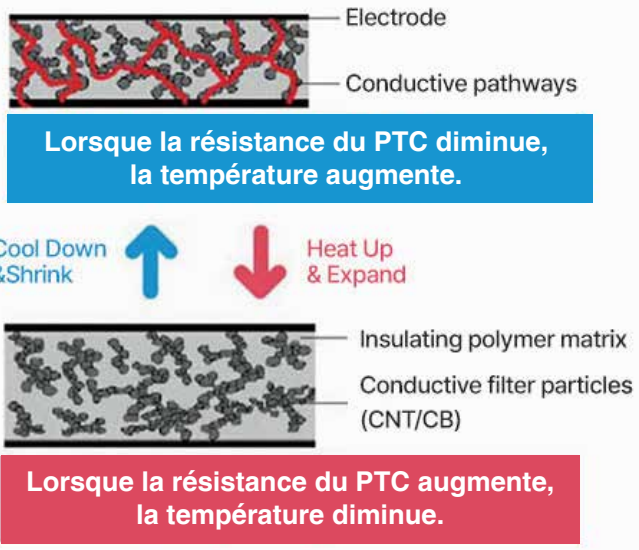 Electrode
Conductive pathways
Lorsque la résistance du PTC diminue,
la température augmente.
Cool Down
&Shrink
Heat Up
& Expand
Insulating polymer matrix
Conductive filter particles
(CNT/CB)
Lorsque la résistance du PTC augmente,
la température diminue.